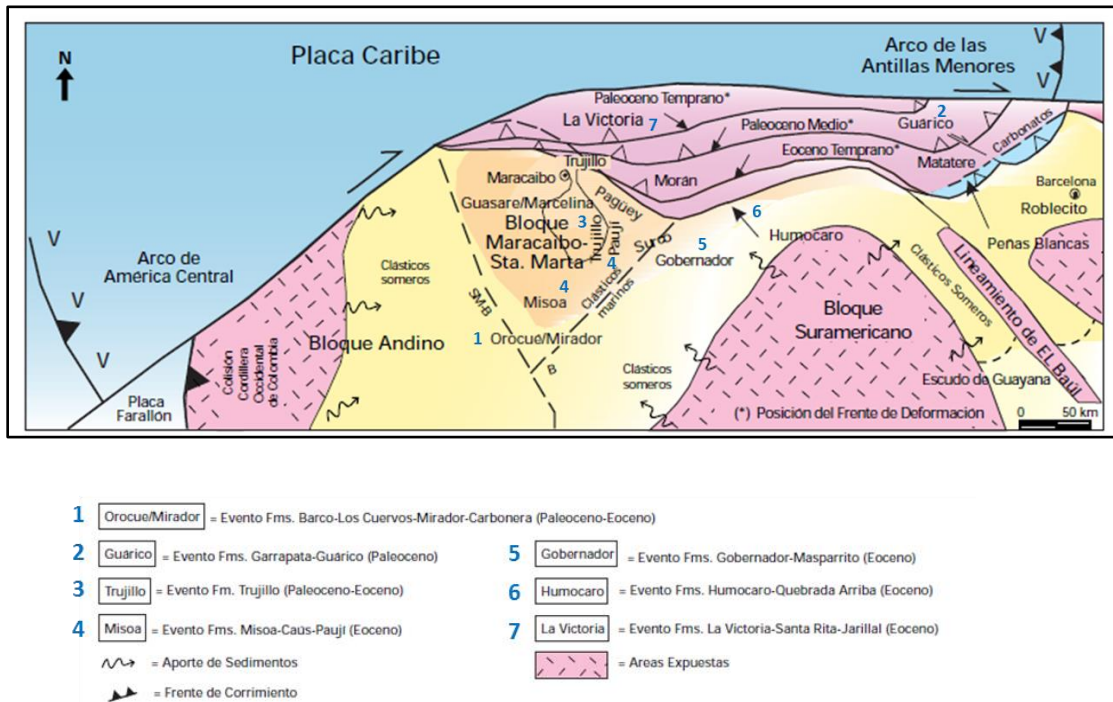 Placa Caribe
Arco de las
Antillas Menores
V
V
N
Paleoceno Temprano*
La Victoria 7
Paleoceno Medio*
Eoceno Temprano*
2
Guárico
Carbonatos
Matatere
Trujillo
Morán
Maracaibo
Guasare/Marcelina
Pagüey
Bloque
Maracaibo-
Sta. Marta
3
Trujillo
Paují
4
Surco
5
Gobernador
6
Humocaro
Barcelona
Roblecito
Peñas Blancas
4
Misoa
Clásticos
marinos
Arco de
América Central
V
V
V
Clásticos
someros
SM-B
1 Orocue/Mirador
B
Bloque Andino
Colisión
Cordillera
Occidental
de Colombia
Placa
Farallón
Clásticos
someros
Bloque
Suramericano
Clásticos Someros
Lineamiento de EL Baúl
Escudo de Guayana
(*) Posición del Frente de Deformación
0 50 km
1 Orocue/Mirador = Evento Fms. Barco-Los Cuervos-Mirador-Carbonera (Paleoceno-Eoceno)
2 Guárico = Evento Fms. Garrapata-Guárico (Paleoceno)
3 Trujillo = Evento Fm. Trujillo (Paleoceno-Eoceno)
4 Misoa = Evento Fms. Misoa-Caús-Paují (Eoceno)
= Aporte de Sedimentos
= Frente de Corrimiento
5 Gobernador = Evento Fms. Gobernador-Masparrito (Eoceno)
6 Humocaro = Evento Fms. Humocaro-Quebrada Arriba (Eoceno)
7 La Victoria = Evento Fms. La Victoria-Santa Rita-Jarillal (Eoceno)
= Areas Expuestas